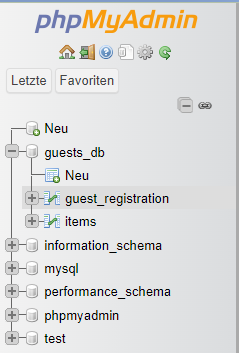 phpMyAdmin
Letzte Favoriten
Neu
guests_db
Neu
guest_registration
items
information_schema
mysql
performance_schema
phpmyadmin
test